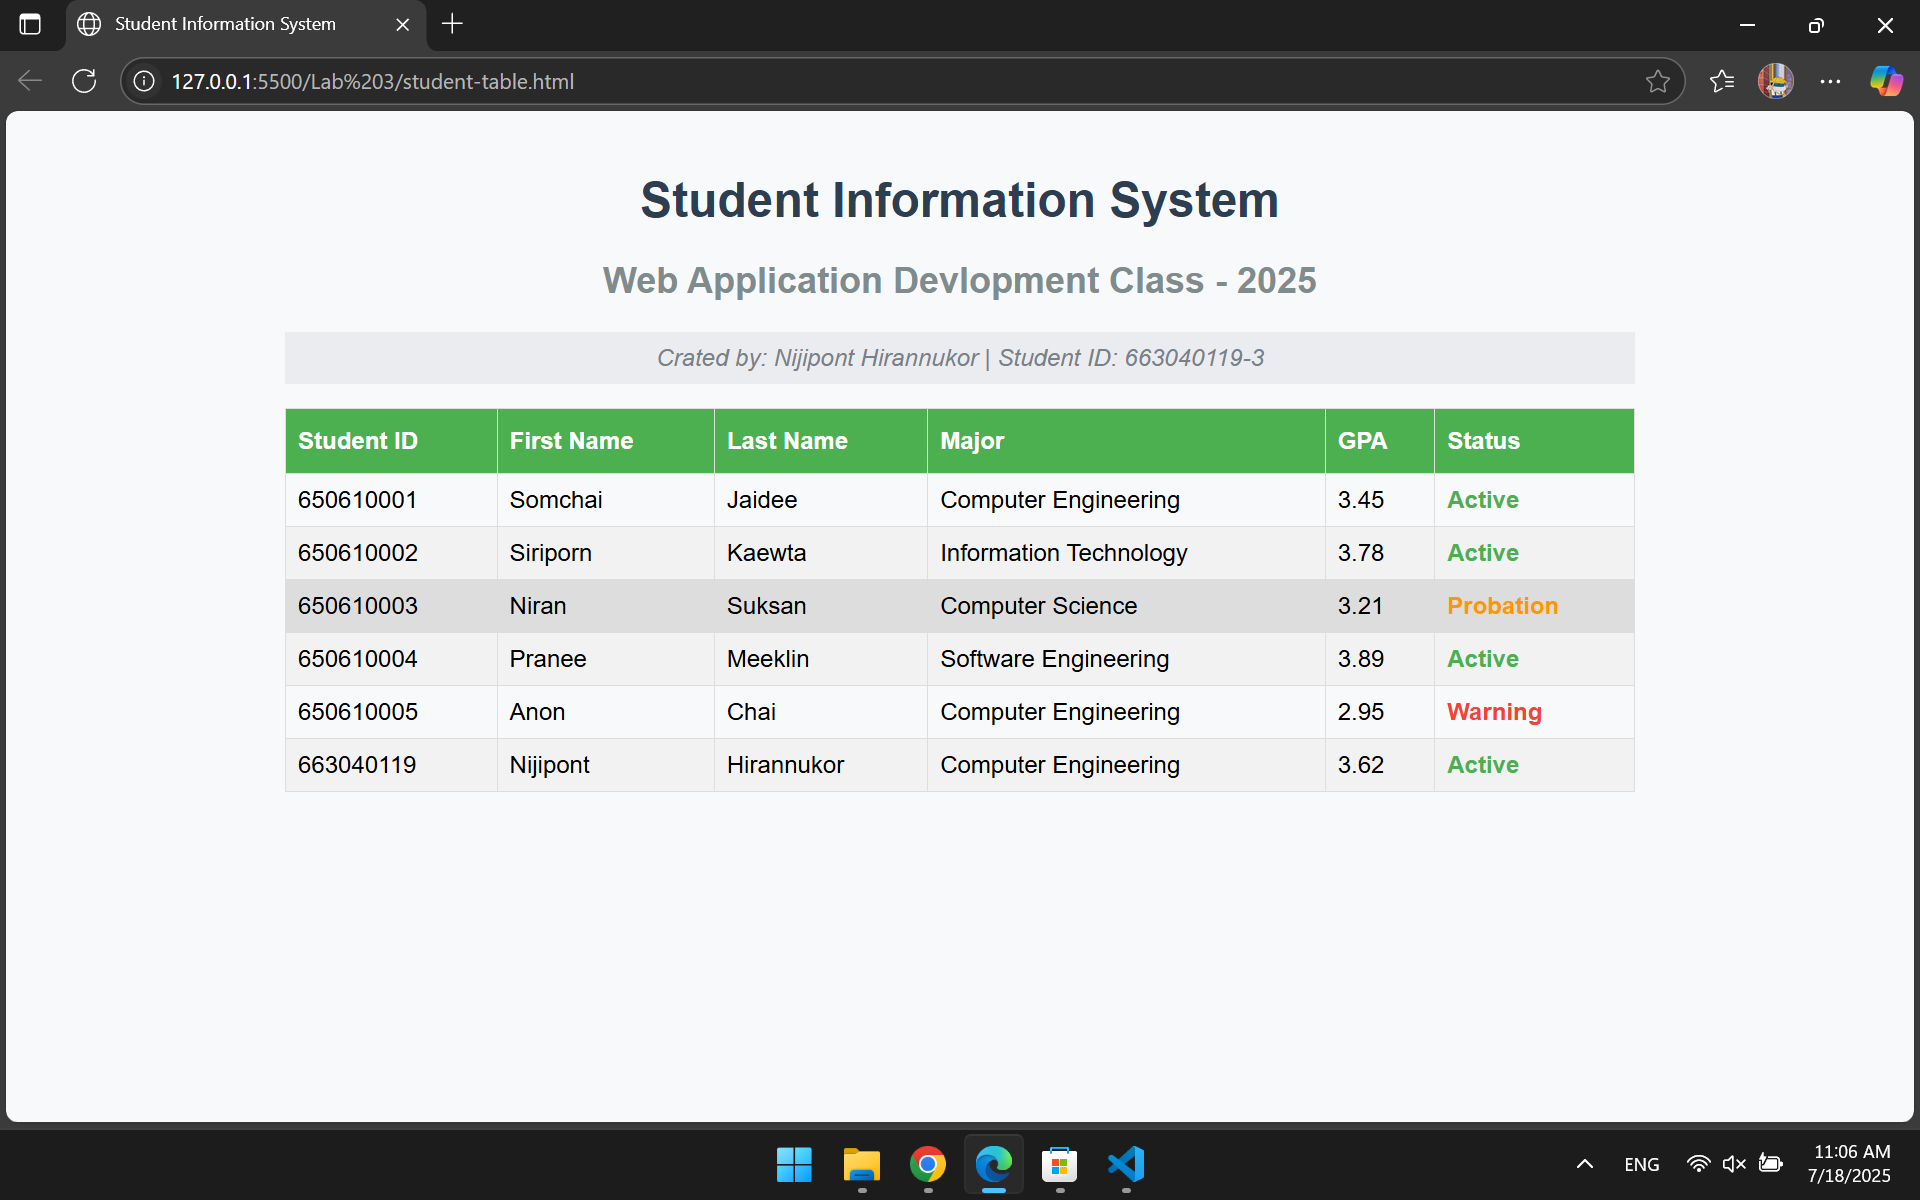 Student Information System
127.0.0.1:5500/Lab%203/student-table.html
Student Information System
Web Application Devlopment Class - 2025
Crated by: Nijipont Hirannukor | Student ID: 663040119-3
Student ID First Name Last Name Major GPA Status
650610001 Somchai Jaidee Computer Engineering 3.45 Active
650610002 Siriporn Kaewta Information Technology 3.78 Active
650610003 Niran Suksan Computer Science 3.21 Probation
650610004 Pranee Meeklin Software Engineering 3.89 Active
650610005 Anon Chai Computer Engineering 2.95 Warning
663040119 Nijipont Hirannukor Computer Engineering 3.62 Active
ENG
11:06 AM
7/18/2025